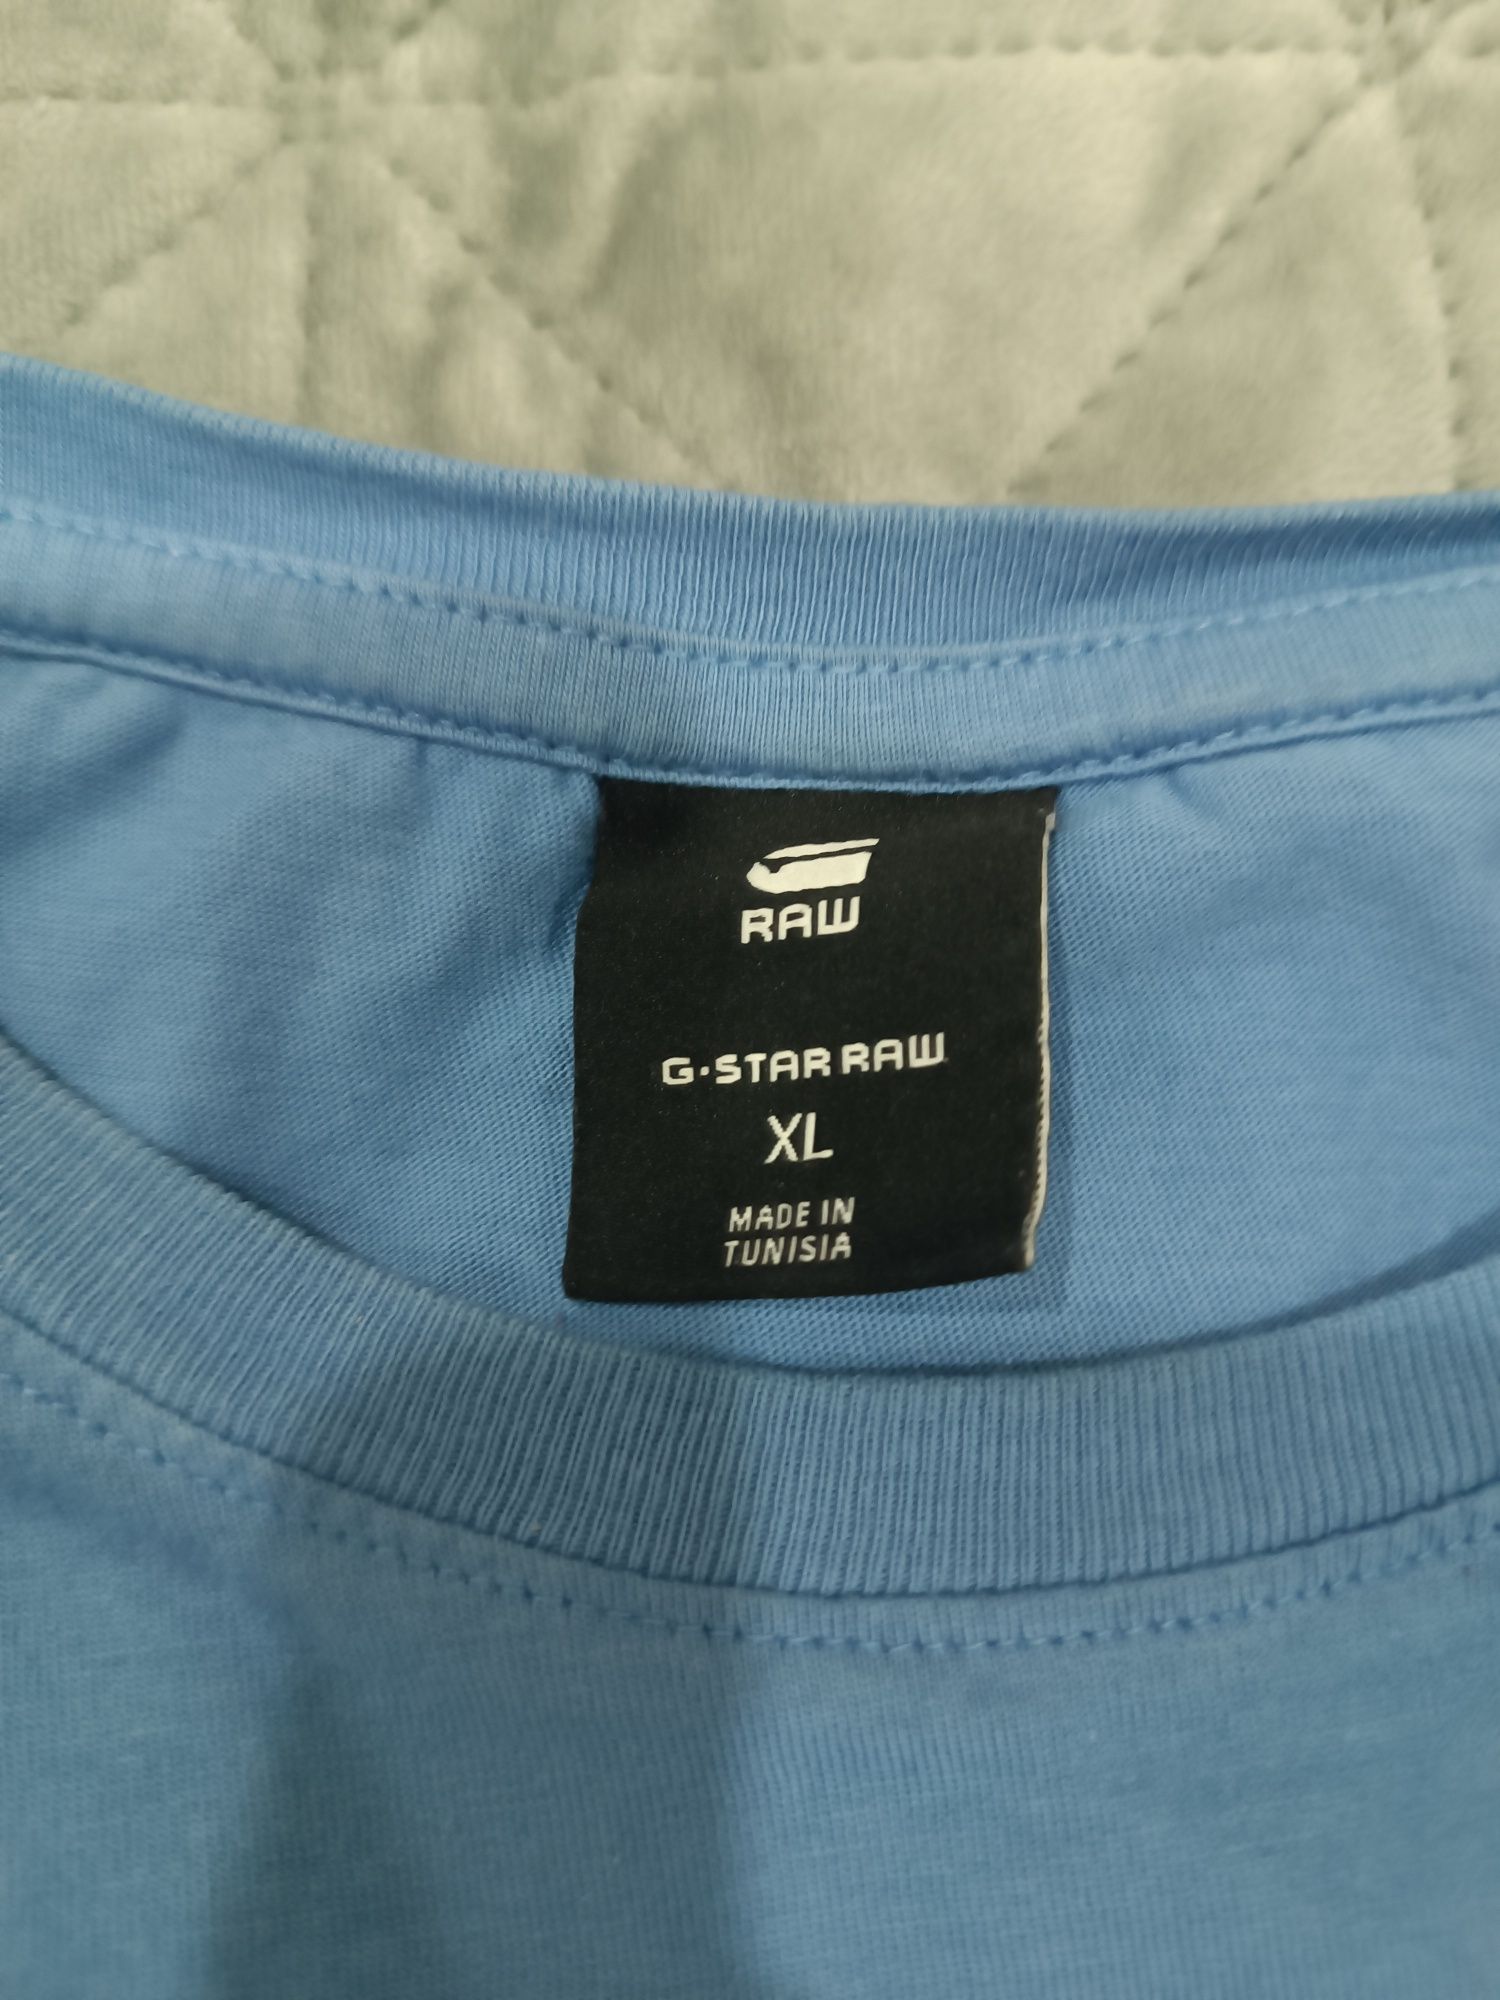 RAW
G-STAR RAW
XL
MADE IN
TUNISIA